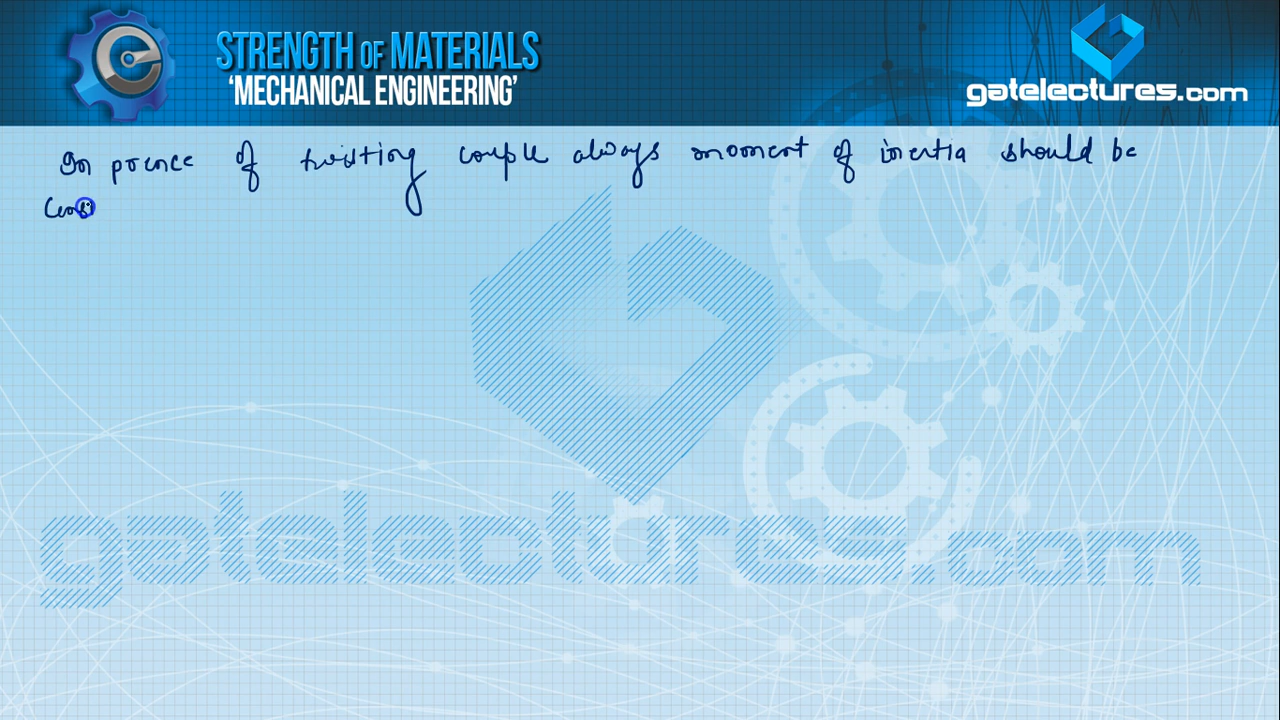 STRENGTH OF MATERIALS
'MECHANICAL ENGINEERING'
gatelectures.com
In prence of twisting couple always moment of inertia should be
gatelectures.com